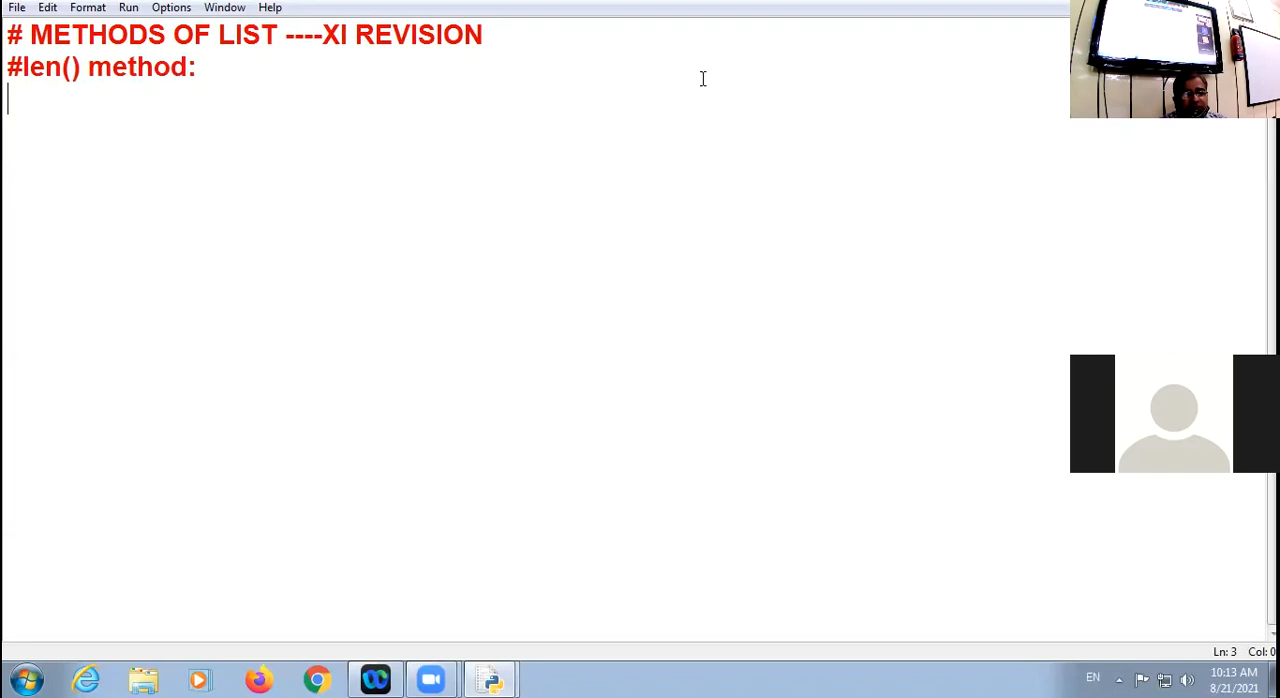 File Edit Format Run Options Window Help
# METHODS OF LIST ----XI REVISION
#len() method:
Ln: 3 Col: 0
EN
10:13 AM
8/21/2021